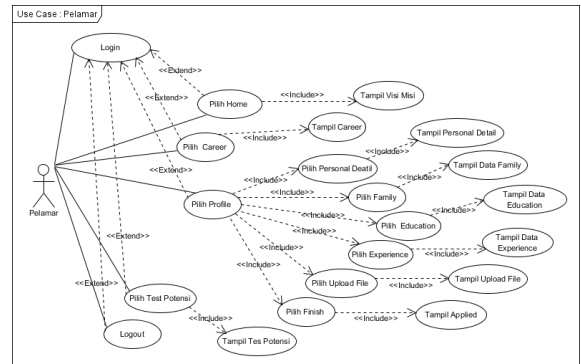 Use Case : Pelamar
Login
<<Extend>>
Pilih Home
<<Include>>
Tampil Visi Misi
<<Extend>>
Pilih Career
<<Include>>
Tampil Career
Tampil Personal Detail
<<Include>>
<<Extend>>
<<Include>>
Pilih Personal Deatil
Tampil Data Family
Pelamar
Pilih Profile
<<Include>>
Pilih Family
<<Include>>
Tampil Data
Education
<<Include>>
Pilih Education
<<Include>>
<<Extend>>
<<Include>>
Pilih Experience
<<Include>>
Tampil Data
Experience
<<Include>>
<<Extend>>
Pilih Test Potensi
<<Include>>
Pilih Upload File
<<Include>>
Tampil Upload File
Pilih Finish
<<Include>>
Tampil Applied
Logout
<<Include>>
Tampil Tes Potensi